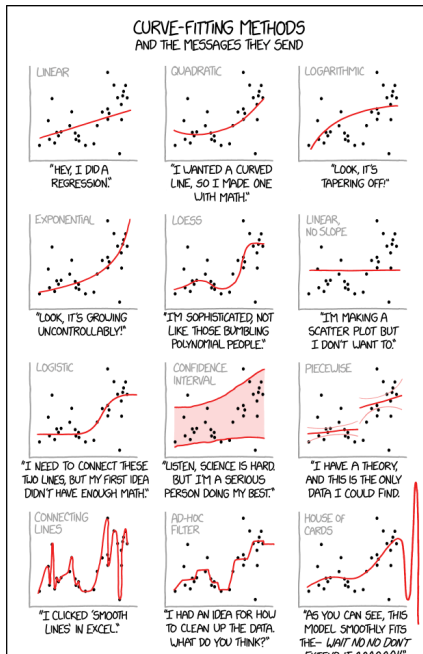 CURVE-FITTING METHODS
AND THE MESSAGES THEY SEND
LINEAR
"HEY, I DID A
REGRESSION."
QUADRATIC
"I WANTED A CURVED
LINE, SO I MADE ONE
WITH MATH."
LOGARITHMIC
"LOOK, IT'S
TAPERING OFF!"
EXPONENTIAL
"LOOK, IT'S GROWING
UNCONTROLLABLY!"
LOESS
"I'M SOPHISTICATED, NOT
LIKE THOSE BUMBLING
POLYNOMIAL PEOPLE."
LINEAR,
NO SLOPE
"I'M MAKING A
SCATTER PLOT BUT
I DON'T WANT TO."
LOGISTIC
"I NEED TO CONNECT THESE
TWO LINES, BUT MY FIRST IDEA
DIDN'T HAVE ENOUGH MATH."
CONFIDENCE
INTERVAL
"LISTEN, SCIENCE IS HARD.
BUT I'M A SERIOUS
PERSON DOING MY BEST."
PIECEWISE
"I HAVE A THEORY,
AND THIS IS THE ONLY
DATA I COULD FIND.
CONNECTING
LINES
"I CLICKED 'SMOOTH
LINES' IN EXCEL."
AD-HOC
FILTER
"I HAD AN IDEA FOR HOW
TO CLEAN UP THE DATA.
WHAT DO YOU THINK?"
HOUSE OF
CARDS
"AS YOU CAN SEE, THIS
MODEL SMOOTHLY FITS
THE- WAIT NO NO DON'T